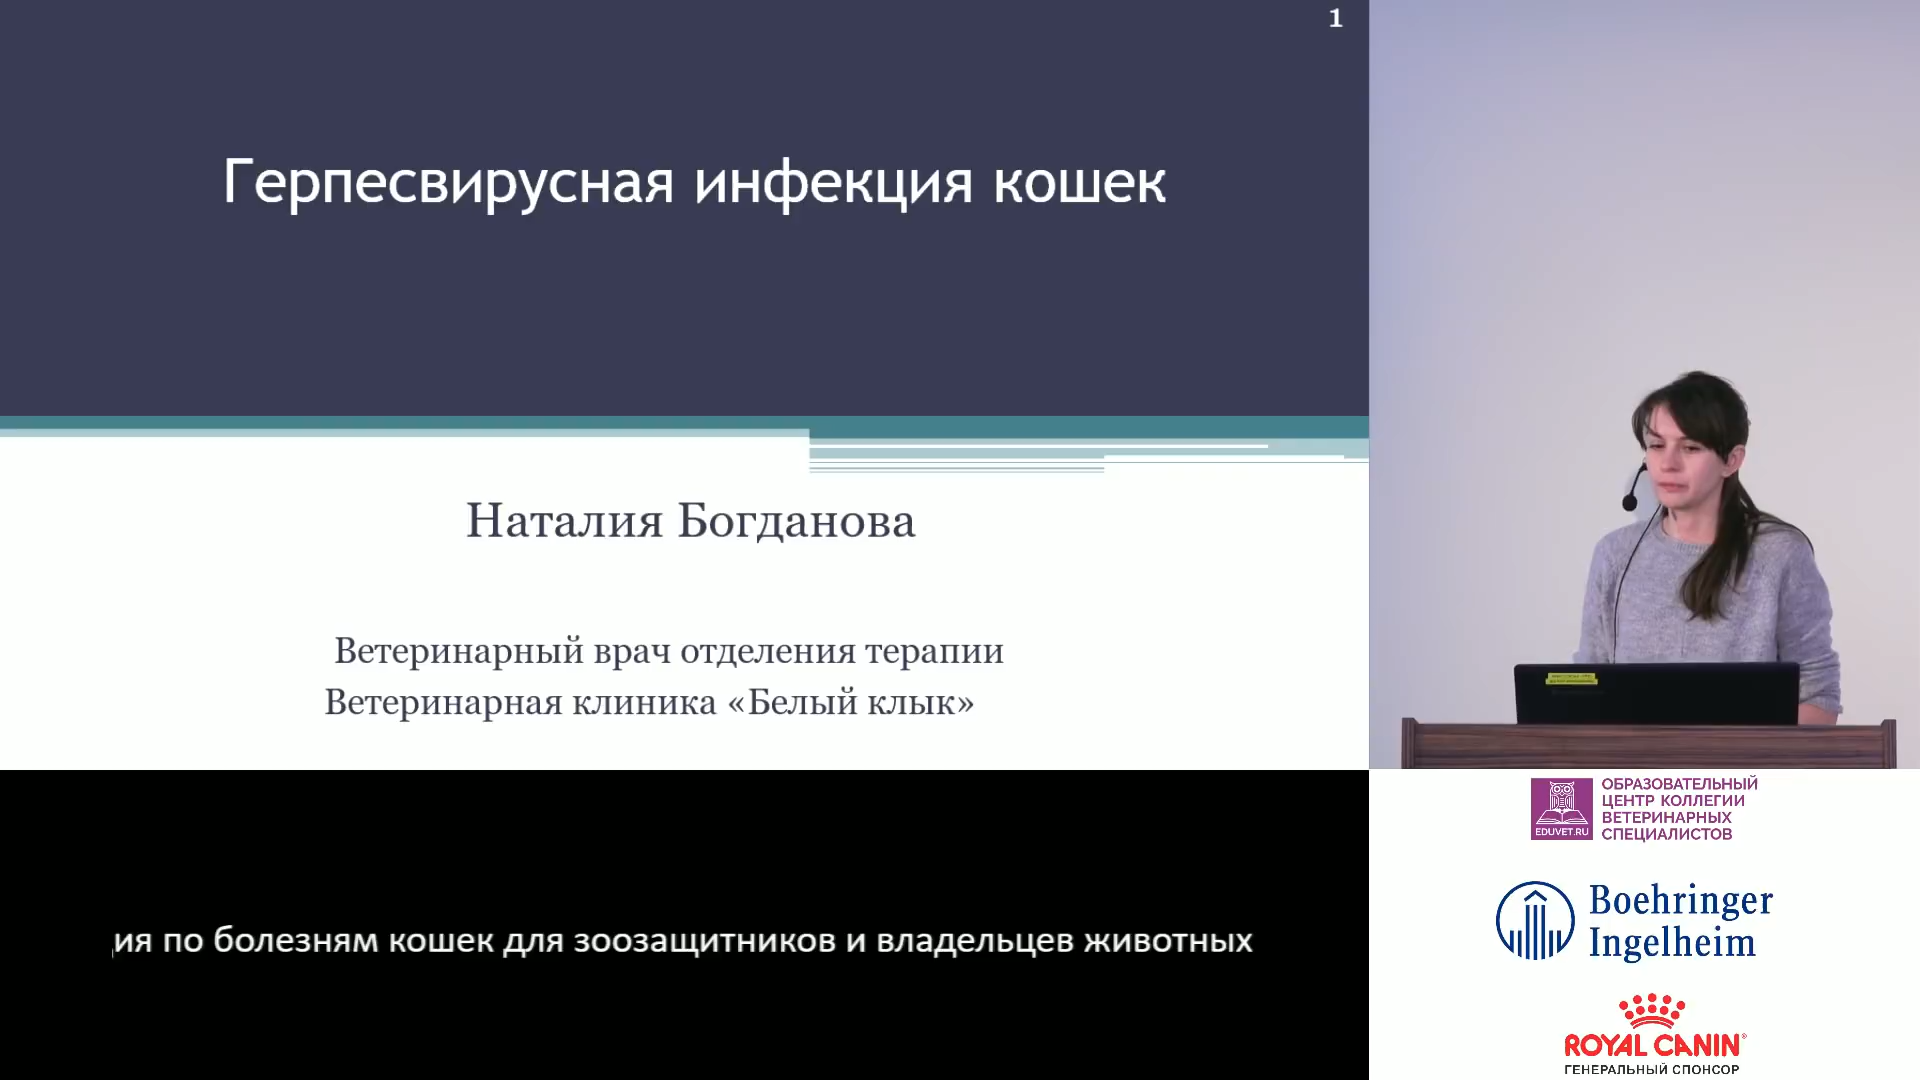 1
Герпесвирусная инфекция кошек
Наталия Богданова
Ветеринарный врач отделения терапии
Ветеринарная клиника «Белый клык»
ия по болезням кошек для зоозащитников и владельцев животных
ОБРАЗОВАТЕЛЬНЫЙ
ЦЕНТР КОЛЛЕГИИ
ВЕТЕРИНАРНЫХ
СПЕЦИАЛИСТОВ
EDUVET.RU
Boehringer
Ingelheim
ROYAL CANIN
ГЕНЕРАЛЬНЫЙ СПОНСОР